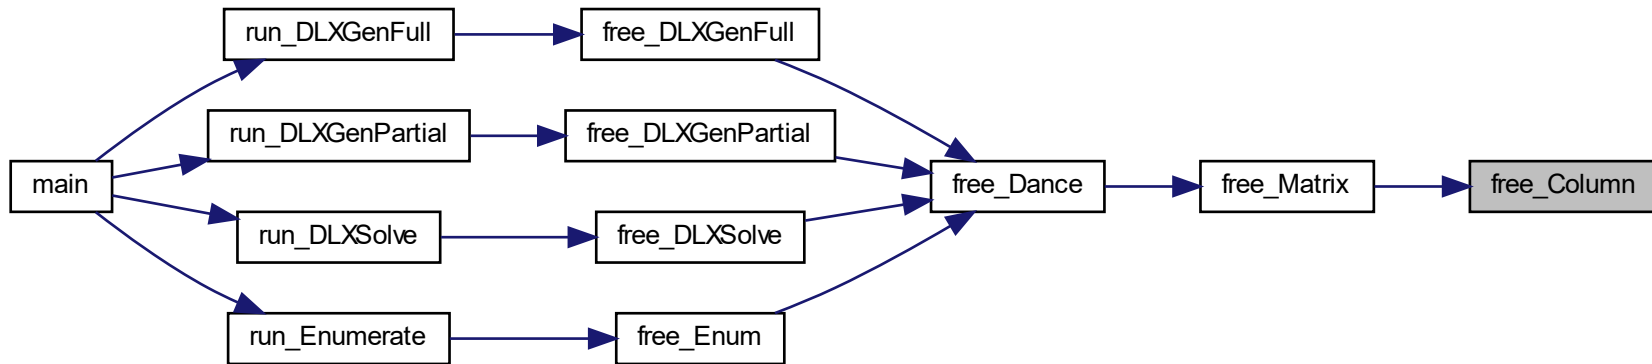 run_DLXGenFull
free_DLXGenFull
run_DLXGenPartial
free_DLXGenPartial
main
free_Dance
free_Matrix
free_Column
run_DLXSolve
free_DLXSolve
run_Enumerate
free_Enum